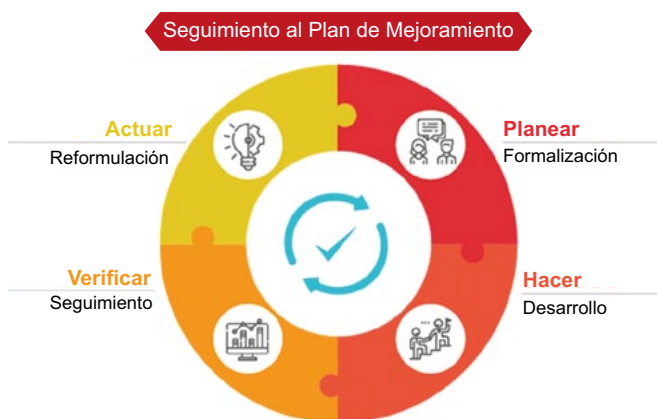 Seguimiento al Plan de Mejoramiento
Actuar
Reformulación
Planear
Formalización
Verificar
Seguimiento
Hacer
Desarrollo